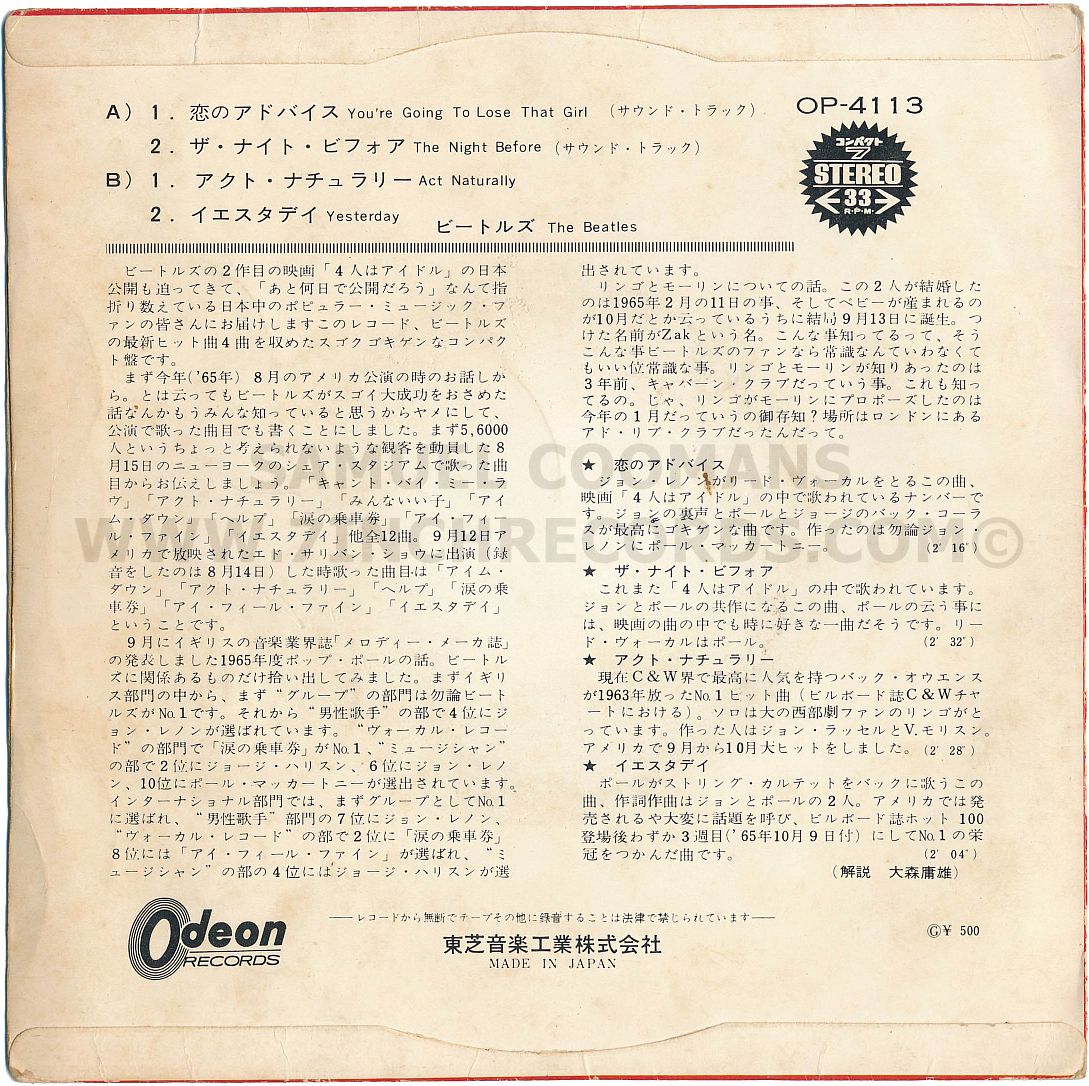 A) 1. 恋のアドバイス You're Going To Lose That Girl (サウンド・トラック)
2. ザ・ナイト・ビフォア The Night Before (サウンド・トラック)
B) 1. アクト・ナチュラリー Act Naturally
2. イエスタデイ Yesterday
ビートルズ The Beatles
OP-4113
コンパクト
7
STEREO
33
R・P・M・
ビートルズの2作目の映画「4人はアイドル」の日本
公開も迫ってきて、「あと何日で公開だろう」なんて指
折り数えている日本中のポピュラー・ミュージック・フ
ァンの皆さんにお届けしますこのレコード、ビートルズ
の最新ヒット曲4曲を収めたスゴクゴキゲンなコンパク
ト盤です。
まず今年('65年) 8月のアメリカ公演の時のお話しか
ら。とは云ってもビートルズがスゴイ大成功をおさめた
話なんかもうみんな知っていると思うからヤメにして、
公演で歌った曲目でも書くことにしました。まず5,6000
人というちょっと考えられないような観客を動員した8
月15日のニューヨークのシェア・スタジアムで歌った曲
目からお伝えしましょう。「キャント・バイ・ミー・ラ
ヴ」「アクト・ナチュラリー」「みんないい子」「アイ
ム・ダウン」「ヘルプ」「涙の乗車券」「アイ・フィー
ル・ファイン」「イエスタデイ」他全12曲。9月12日ア
メリカで放映されたエド・サリバント・ショウに出演(録
音をしたのは8月14日)した時歌った曲目は「アイム・
ダウン」「アクト・ナチュラリー」「ヘルプ」「涙の乗
車券」「アイ・フィール・ファイン」「イエスタデイ」
ということです。
9月にイギリスの音楽業界誌「メロディー・メーカ誌」
の発表しました1965年度ポップ・ポールの話。ビートル
ズに関係あるものだけ拾い出してみました。まずイギリ
ス部門の中から、まず“グループ”の部門は勿論ビート
ルズがNo.1です。それから“男性歌手”の部で4位にジ
ョン・レノンが選ばれています。“ヴォーカル・レコー
ド”の部門で「涙の乗車券」がNo.1、“ミュージシャン”
の部で2位にジョージ・ハリスン、6位にジョン・レノ
ン、10位にポール・マッカートニーが選出されています。
インターナショナル部門では、まずグループとしてNo.1
に選ばれ、“男性歌手”部門の7位にジョン・レノン、
“ヴォーカル・レコード”の部で2位に「涙の乗車券」
8位には「アイ・フィール・ファイン」が選ばれ、“ミ
ュージシャン”の部の4位にはジョージ・ハリスンが選
出されています。
リンゴとモーリンについての話。この2人が結婚した
のは1965年2月の11日の事、そしてベビーが産まれるの
が10月だとか云っているうちに結局9月13日に誕生。つ
けた名前がZakという名。こんな事知ってるって、そう
こんな事ビートルズのファンなら常識なんていわなくて
もいい位常識な事。リンゴとモーリンが知りあったのは
3年前、キャバーン・クラブだっていう事。これも知っ
てるの。じゃ、リンゴがモーリンにプロポーズしたのは
今年の1月だっていうの御存知?場所はロンドンにある
アド・リブ・クラブだったんだって。
★ 恋のアドバイス
ジョン・レノンがリード・ヴォーカルをとるこの曲、
映画「4人はアイドル」の中で歌われているナンバーで
す。ジョンの裏声とポールとジョージのバック・コーラ
スが最高にゴキゲンな曲です。作ったのは勿論ジョン・
レノンにポール・マッカートニー。 (2′16″)
★ ザ・ナイト・ビフォア
これまた「4人はアイドル」の中で歌われています。
ジョンとポールの共作になるこの曲、ポールの云う事に
は、映画の曲の中でも時に好きな一曲だそうです。リー
ド・ヴォーカルはポール。 (2′32″)
★ アクト・ナチュラリー
現在C&W界で最高に人気を持つバック・オウエンス
が1963年放ったNo.1ヒット曲(ビルボード誌C&Wチャ
ートにおける)。ソロは大の西部劇ファンのリンゴがと
っています。作った人はジョン・ラッセルとV.モリスン。
アメリカで9月から10月大ヒットをしました。(2′28″)
★ イエスタデイ
ポールがストリング・カルテットをバックに歌うこの
曲、作詞作曲はジョンとポールの2人。アメリカでは発
売されるや大変に話題を呼び、ビルボード誌ホット100
登場後わずか3週目('65年10月9日付)にしてNo.1の栄
冠をつかんだ曲です。 (2′04″)
(解説 大森庸雄)
SAMUEL COOMANS
Odeon
RECORDS
──レコードから無断でテープその他に録音することは法律で禁じられています──
東芝音楽工業株式会社
MADE IN JAPAN
Ⓖ¥ 500